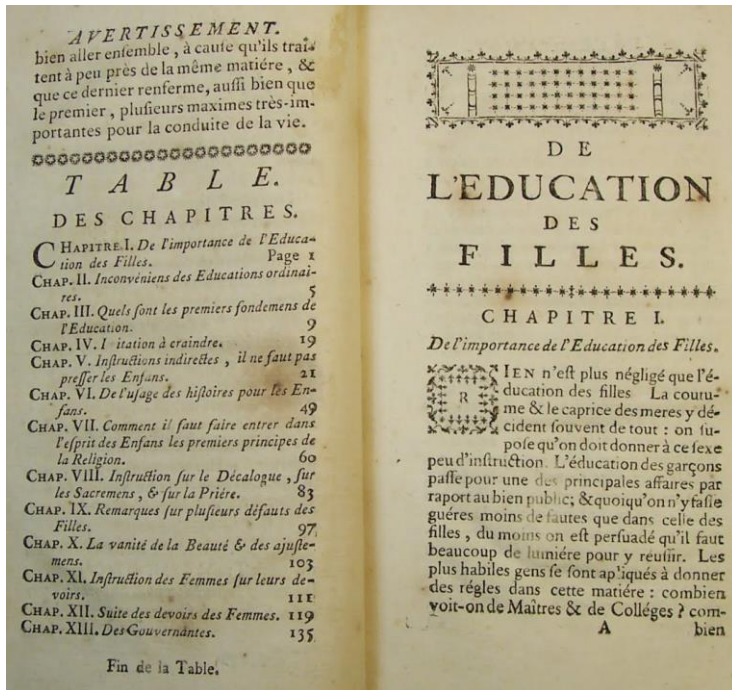 AVERTISSEMENT.
bien aller ensemble, à cause qu'ils trai-
tent à peu près de la même matiére, &
que ce dernier renferme, aussi bien que
le premier, plusieurs maximes très-im-
portantes pour la conduite de la vie.
TABLE.
DES CHAPITRES.
CHAPITRE I. De l'importance de l'Educa-
tion des Filles. Page 1
CHAP. II. Inconvéniens des Educations ordinai-
res. 5
CHAP. III. Quels sont les premiers fondemens de
l'Education. 9
CHAP. IV. I itation à craindre. 19
CHAP. V. Instructions indirectes, il ne faut pas
presser les Enfans. 21
CHAP. VI. De l'usage des histoires pour les En-
fans. 49
CHAP. VII. Comment il faut faire entrer dans
l'esprit des Enfans les premiers principes de
la Religion. 60
CHAP. VIII. Instruction sur le Décalogue, sur
les Sacremens, & sur la Priére. 83
CHAP. IX. Remarques sur plusieurs défauts des
Filles. 97
CHAP. X. La vanité de la Beauté & des ajuste-
mens. 103
CHAP. XI. Instruction des Femmes sur leurs de-
voirs. 111
CHAP. XII. Suite des devoirs des Femmes. 119
CHAP. XIII. Des Gouvernantes. 135
Fin de la Table.
DE
L'EDUCATION
DES
FILLES.
CHAPITRE I.
De l'importance de l'Education des Filles.
RIEN n'est plus négligé que l'é-
ducation des filles La coutu-
me & le caprice des meres y dé-
cident souvent de tout : on su-
pose qu'on doit donner à ce sexe
peu d'instruction. L'éducation des garçons
passe pour une des principales affaires par
raport au bien public; & quoiqu'on n'y fasse
guéres moins de fautes que dans celle des
filles, du moins on est persuadé qu'il faut
beaucoup de lumiére pour y reussir. Les
plus habiles gens se sont apliqués à donner
des régles dans cette matiére : combien
voit-on de Maîtres & de Colléges ? com-
A bien